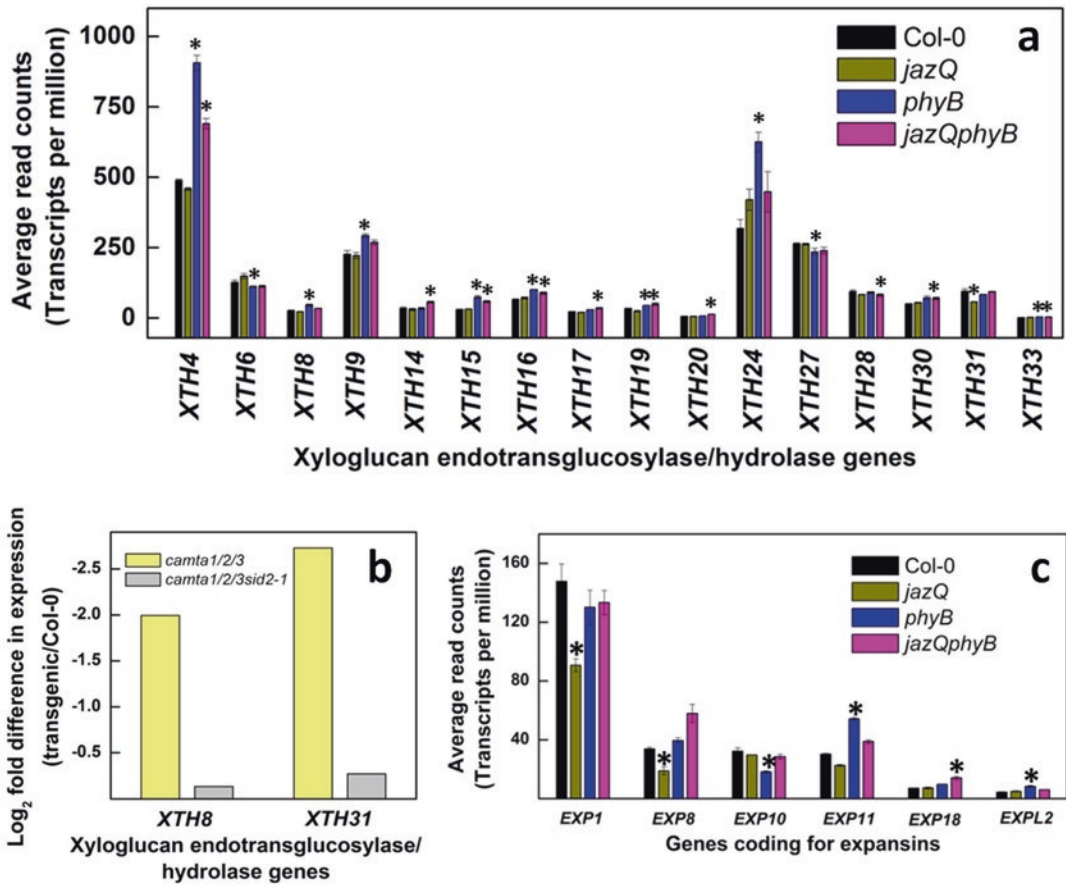 a
Col-0
jazQ
phyB
jazQphyB
Average read counts
(Transcripts per million)
1000
750
500
250
0
* * * * * * * * * * * * * * * * * * * * *
XTH4 XTH6 XTH8 XTH9 XTH14 XTH15 XTH16 XTH17 XTH19 XTH20 XTH24 XTH27 XTH28 XTH30 XTH31 XTH33
Xyloglucan endotransglucosylase/hydrolase genes
b
camta1/2/3
camta1/2/3sid2-1
Log2 fold difference in expression
(transgenic/Col-0)
-2.5
-2.0
-1.5
-1.0
-0.5
XTH8 XTH31
Xyloglucan endotransglucosylase/
hydrolase genes
c
Col-0
jazQ
phyB
jazQphyB
Average read counts
(Transcripts per million)
160
120
80
40
* * * * * *
EXP1 EXP8 EXP10 EXP11 EXP18 EXPL2
Genes coding for expansins